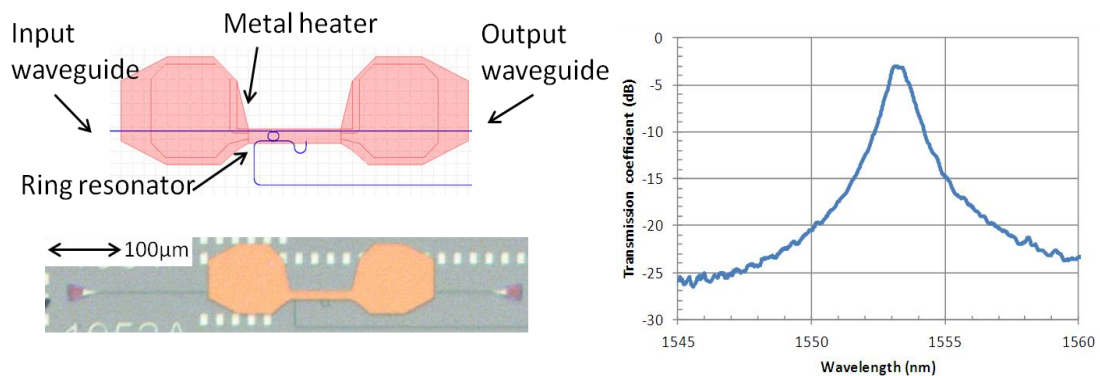 Metal heater
Input
waveguide
Output
waveguide
Ring resonator
100μm
Transmission coefficient (dB)
0
-5
-10
-15
-20
-25
-30
1545
1550
1555
1560
Wavelength (nm)